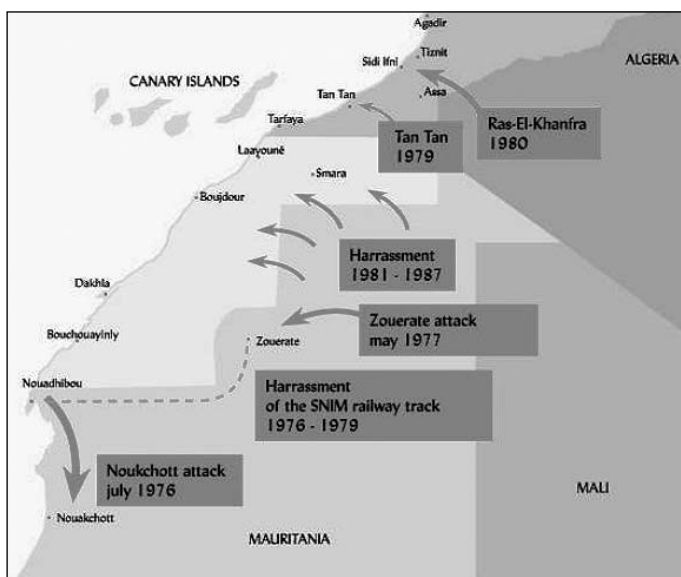 Agadir
Tiznit
Sidi Ifni
ALGERIA
CANARY ISLANDS
Assa
Tan Tan
Ras-El-Khanfra
1980
Tarfaya
Tan Tan
1979
Laayouné
Smara
Boujdour
Harrassment
1981 - 1987
Dakhla
Zouerate attack
may 1977
Bouchouayinly
Zouerate
Nouadhibou
Harrassment
of the SNIM railway track
1976 - 1979
Noukchott attack
july 1976
MALI
Nouakchott
MAURITANIA